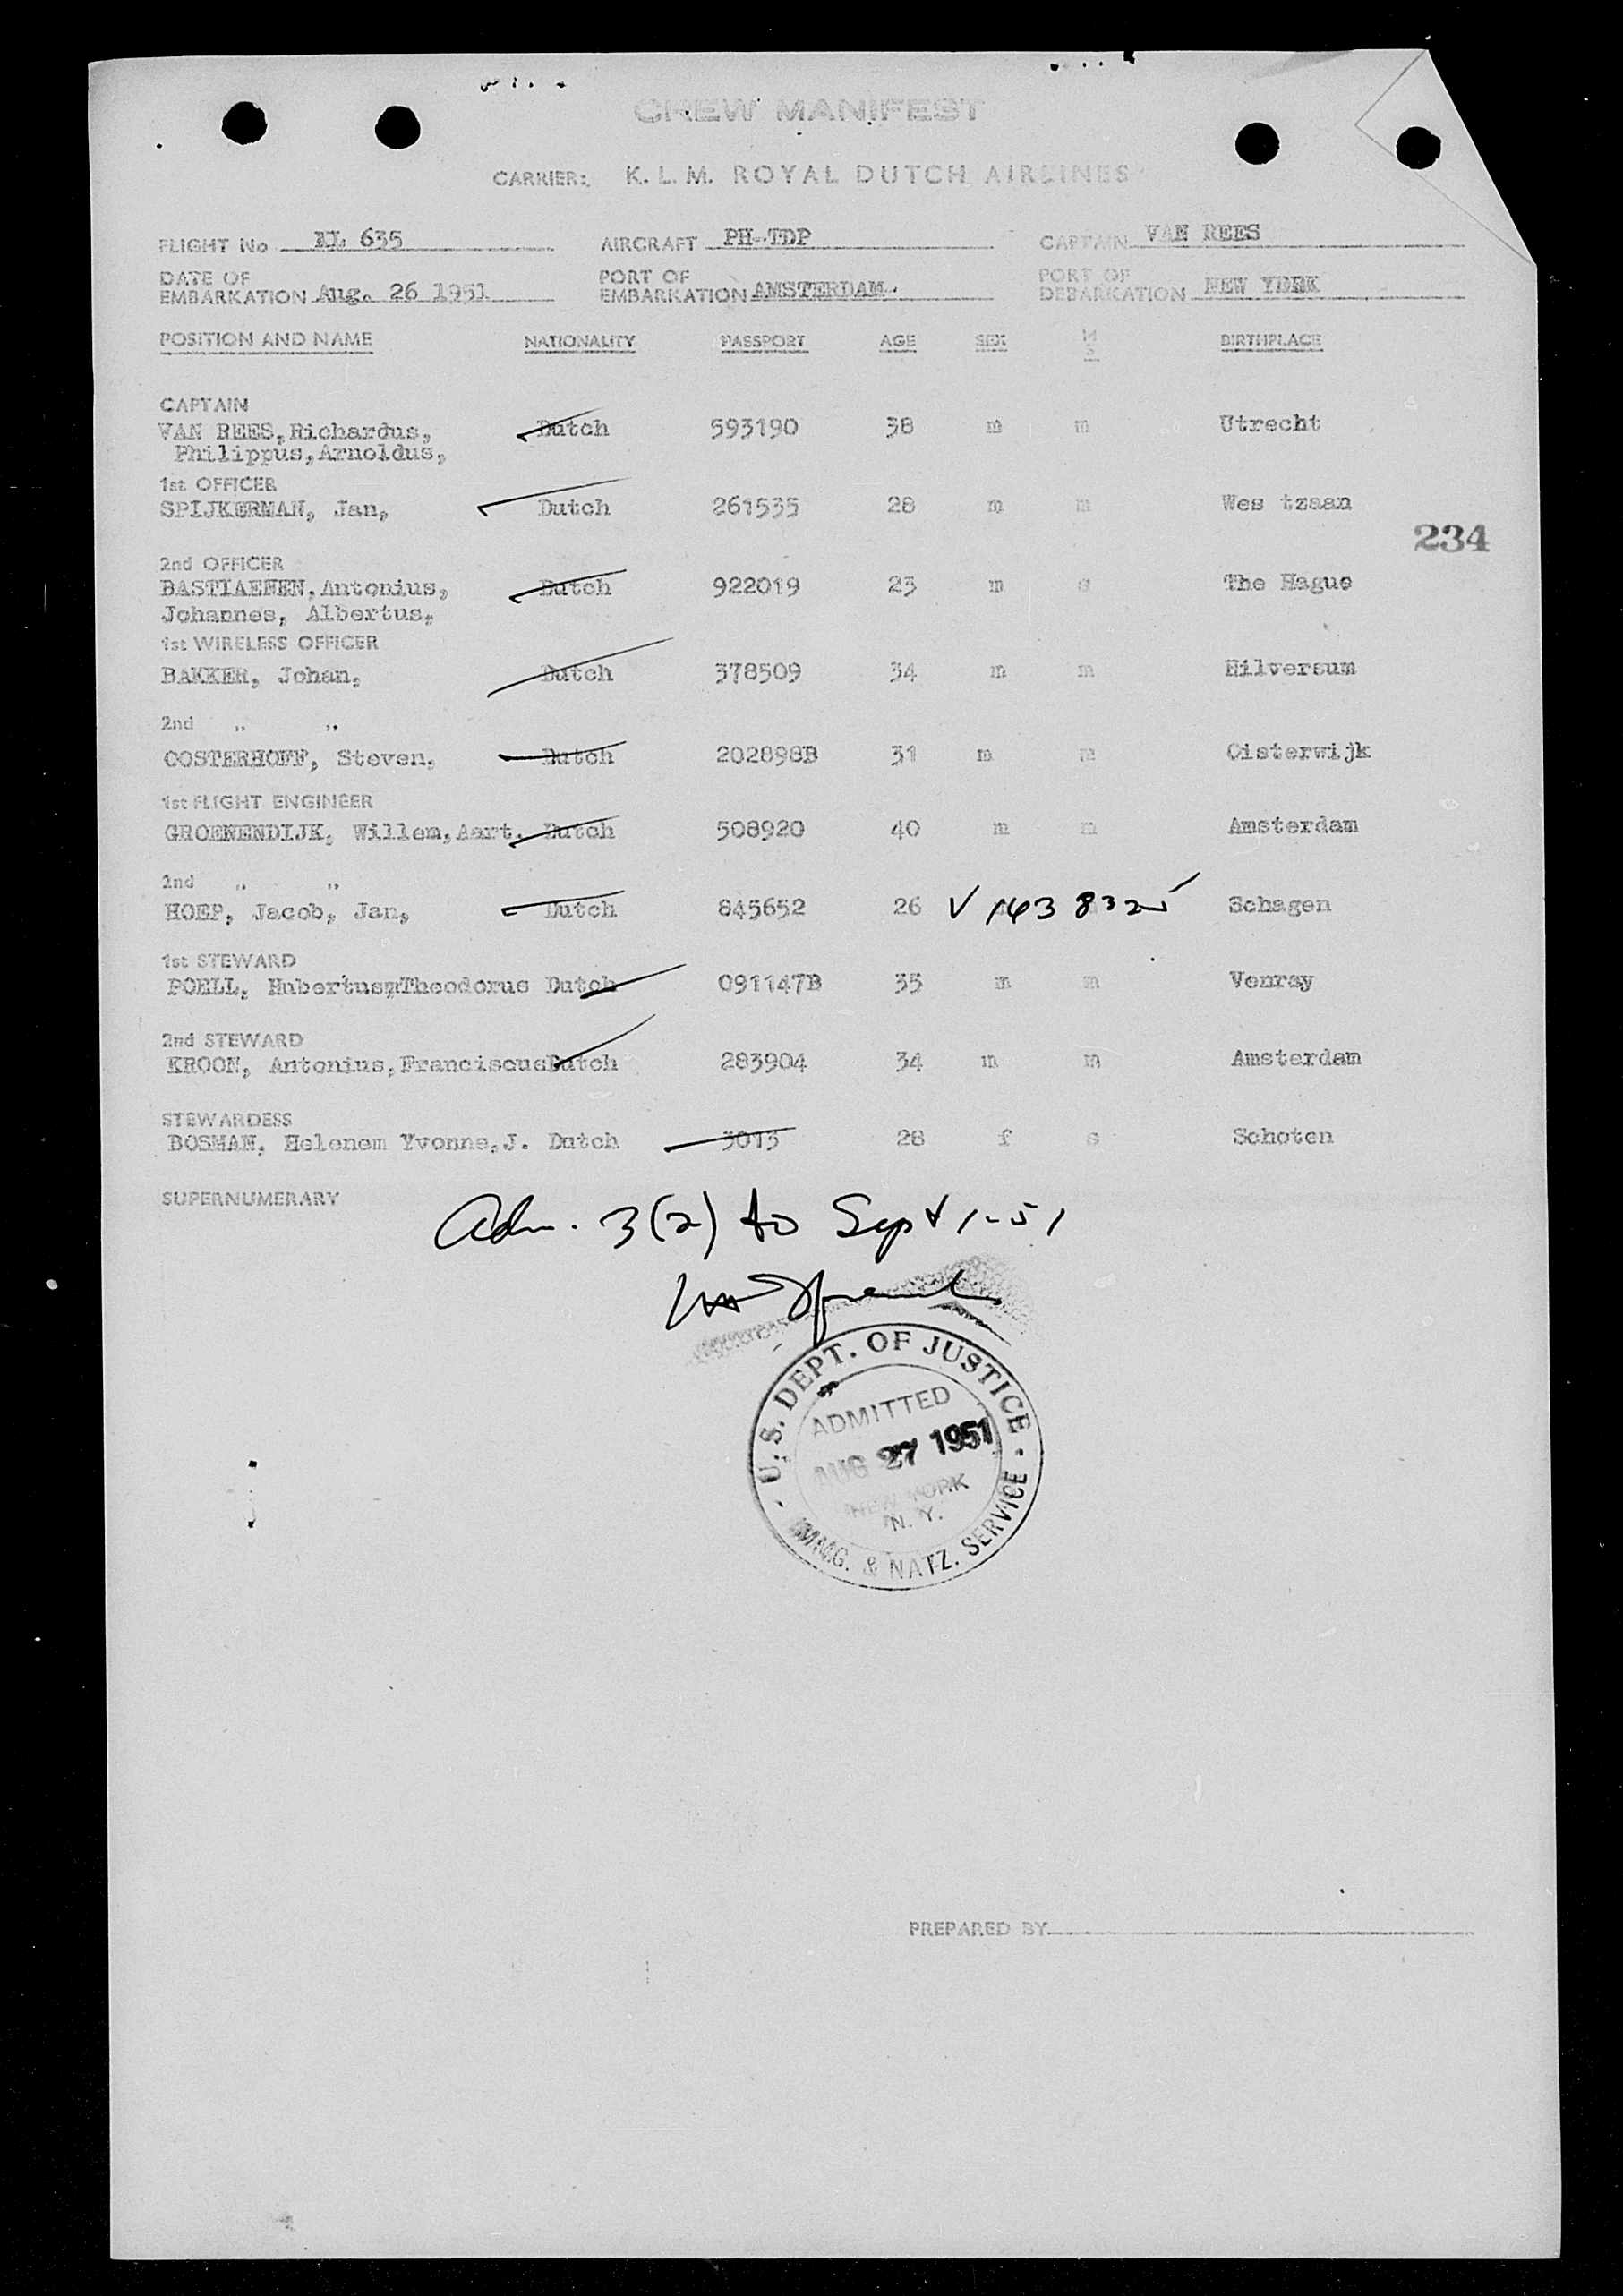 CREW MANIFEST
CARRIER: K. L. M. ROYAL DUTCH AIRLINES
FLIGHT No KL 635 AIRCRAFT PH-TDP CAPTAIN VAN REES
DATE OF EMBARKATION Aug. 26 1951 PORT OF EMBARKATION AMSTERDAM. PORT OF DEBARKATION NEW YORK
POSITION AND NAME NATIONALITY PASSPORT AGE SEX M S BIRTHPLACE
CAPTAIN
VAN REES, Richardus, Dutch 593190 38 m m Utrecht
Philippus, Arnoldus,
1st OFFICER
SPIJKERMAN, Jan, Dutch 261535 28 m m Wes tzaan
234
2nd OFFICER
BASTIAENEN, Antonius, Dutch 922019 23 m s The Hague
Johannes, Albertus,
1st WIRELESS OFFICER
BAKKER, Johan, Dutch 378509 34 m m Hilversum
2nd " "
OOSTERHOFF, Steven, Dutch 202898B 31 m m Oisterwijk
1st FLIGHT ENGINEER
GROENENDIJK, Willem, Aart. Dutch 508920 40 m m Amsterdam
2nd " "
HOEP, Jacob, Jan, Dutch 845652 26 V 1438325 Schagen
1st STEWARD
POELL, Hubertus, Theodorus Dutch 091147B 35 m m Venray
2nd STEWARD
KROON, Antonius, Franciscus Dutch 283904 34 m m Amsterdam
STEWARDESS
BOSMAN, Helenem Yvonne, J. Dutch 3013 28 f s Schoten
SUPERNUMERARY
Adm. 3(2) to Sept 1-51
U. S. DEPT. OF JUSTICE
ADMITTED
AUG 27 1951
NEW YORK
N. Y.
IMMG. & NATZ. SERVICE
PREPARED BY